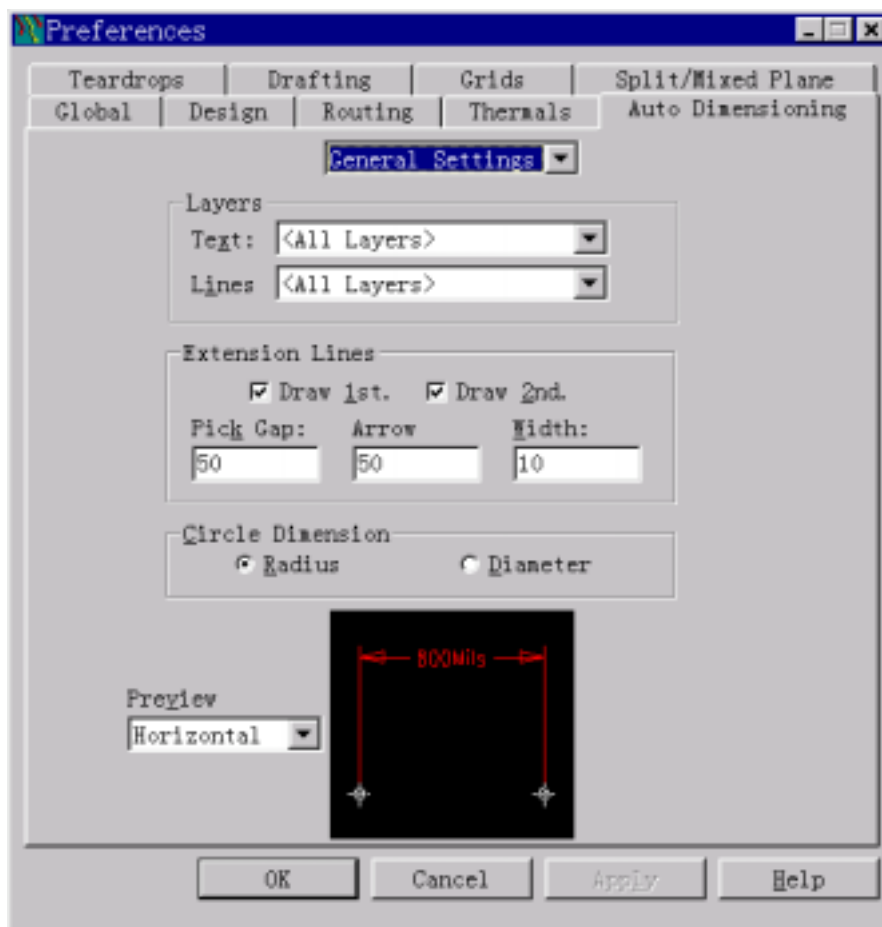 Preferences
Teardrops Drafting Grids Split/Mixed Plane
Global Design Routing Thermals Auto Dimensioning
General Settings
Layers
Text: <All Layers>
Lines <All Layers>
Extension Lines
Draw 1st. Draw 2nd.
Pick Gap: Arrow Width:
50 50 10
Circle Dimension
Radius Diameter
800Mils
Preview
Horizontal
OK Cancel Apply Help